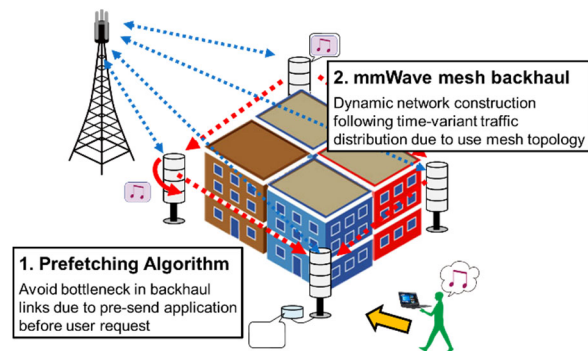 2. mmWave mesh backhaul
Dynamic network construction
following time-variant traffic
distribution due to use mesh topology
1. Prefetching Algorithm
Avoid bottleneck in backhaul
links due to pre-send application
before user request